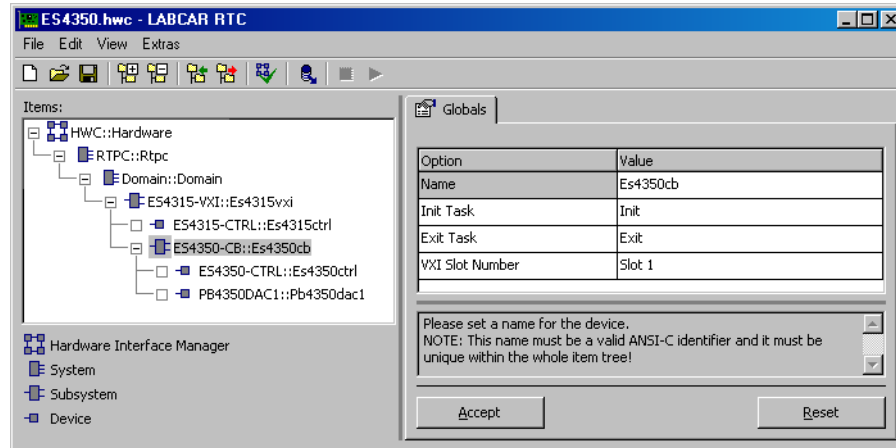 ES4350.hwc - LABCAR RTC
File Edit View Extras
Items:
HWC::Hardware
RTPC::Rtpc
Domain::Domain
ES4315-VXI::Es4315vxi
ES4315-CTRL::Es4315ctrl
ES4350-CB::Es4350cb
ES4350-CTRL::Es4350ctrl
PB4350DAC1::Pb4350dac1
Hardware Interface Manager
System
Subsystem
Device
Globals
Option Value
Name Es4350cb
Init Task Init
Exit Task Exit
VXI Slot Number Slot 1
Please set a name for the device.
NOTE: This name must be a valid ANSI-C identifier and it must be
unique within the whole item tree!
Accept Reset